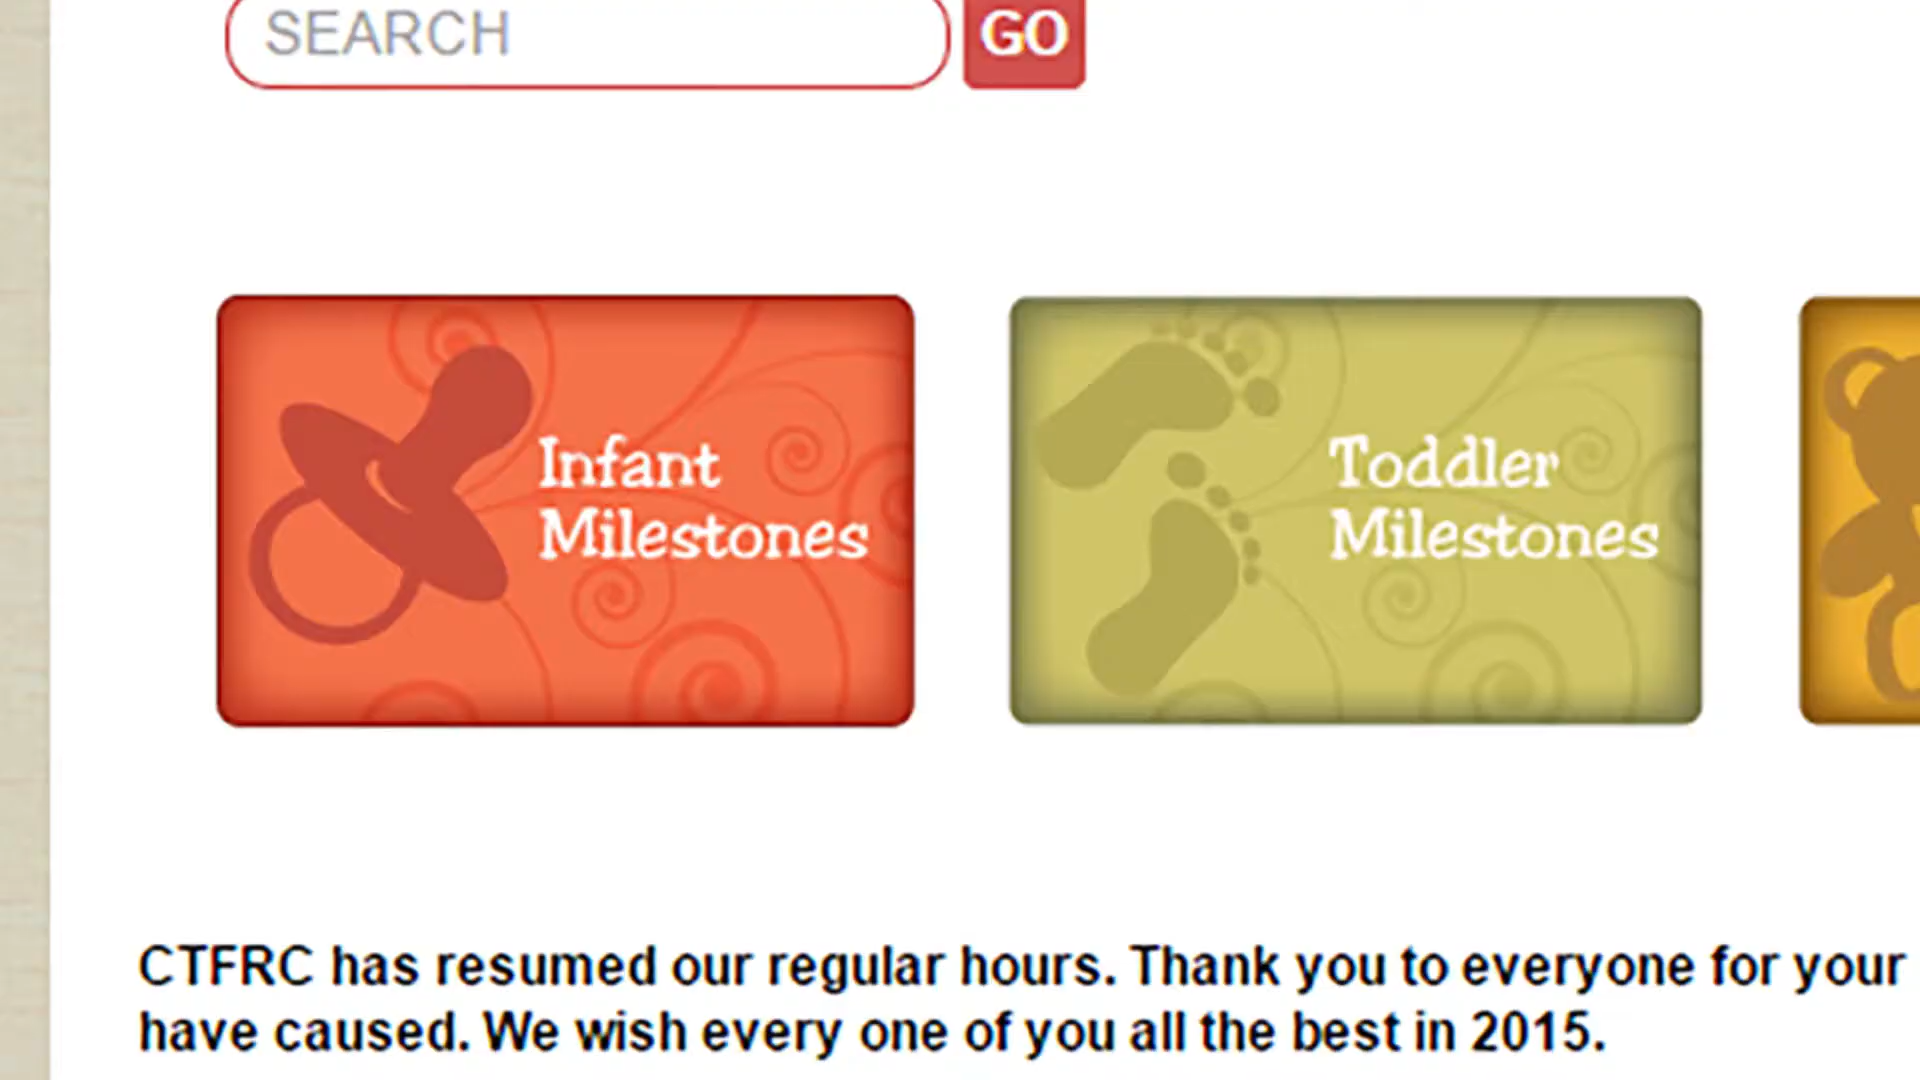 SEARCH GO
Infant
Milestones
Toddler
Milestones
CTFRC has resumed our regular hours. Thank you to everyone for your
have caused. We wish every one of you all the best in 2015.